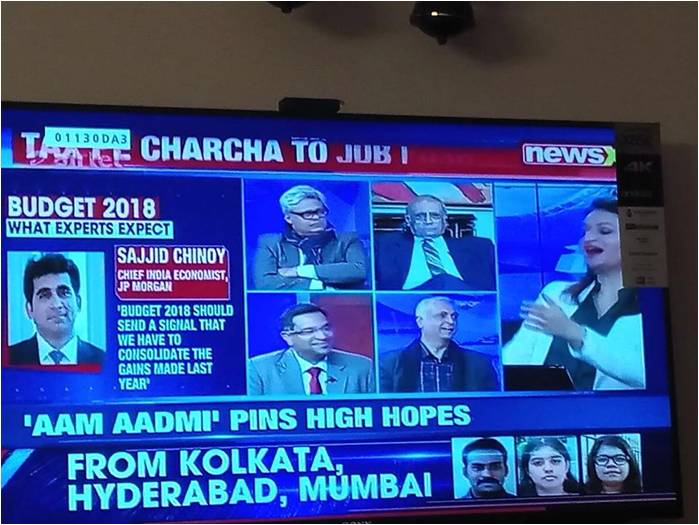 01130DA3
CHARCHA TO JOB
newsX
4K
BUDGET 2018
WHAT EXPERTS EXPECT
SAJJID CHINOY
CHIEF INDIA ECONOMIST,
JP MORGAN
'BUDGET 2018 SHOULD
SEND A SIGNAL THAT
WE HAVE TO
CONSOLIDATE THE
GAINS MADE LAST
YEAR'
'AAM AADMI' PINS HIGH HOPES
FROM KOLKATA,
HYDERABAD, MUMBAI
SONY